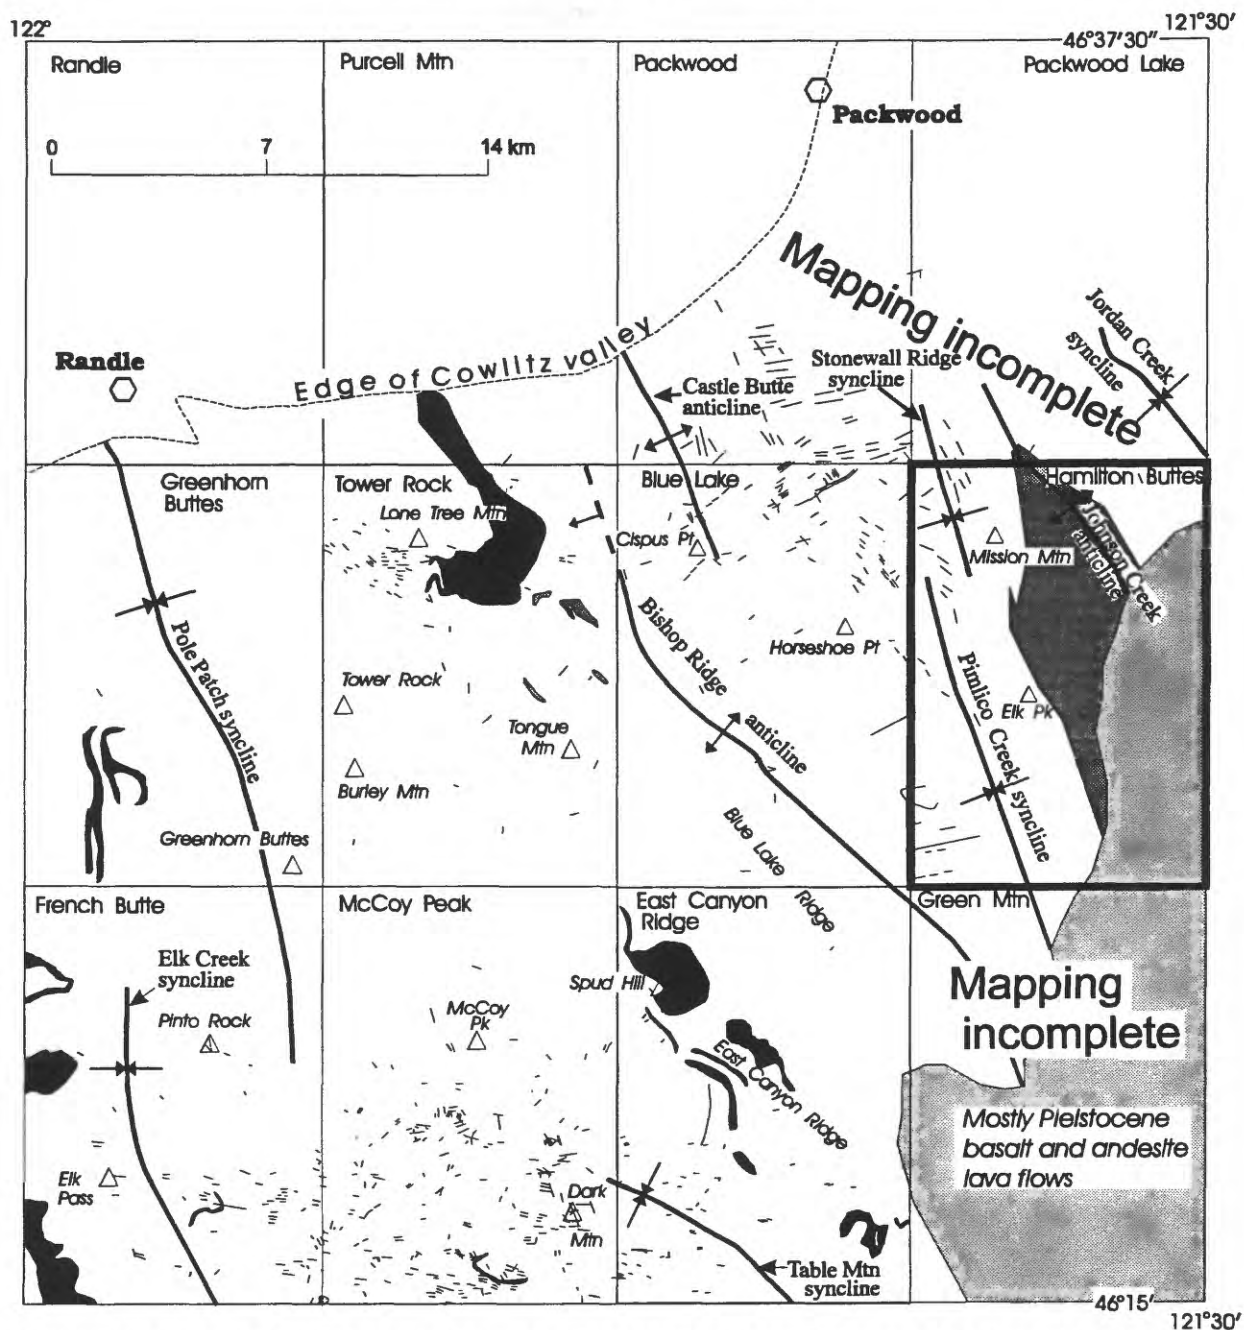 122°
121°30′
46°37′30″
Randle
Purcell Mtn
Packwood
Packwood Lake
Packwood
0
7
14 km
Mapping incomplete
Jordan Creek
syncline
Stonewall Ridge
syncline
Edge of Cowlitz valley
Randle
Castle Butte
anticline
Greenhorn
Buttes
Tower Rock
Blue Lake
Hamilton Buttes
Lone Tree Mtn
Cispus Pt
Mission Mtn
Johnson Creek
anticline
Pole Patch syncline
Bishop Ridge
anticline
Horseshoe Pt
Pimlico Creek syncline
Elk Pk
Tower Rock
Tongue
Mtn
Burley Mtn
Greenhorn Buttes
Blue Lake
Ridge
French Butte
McCoy Peak
East Canyon
Ridge
Green Mtn
Elk Creek
syncline
Pinto Rock
McCoy
Pk
Spud Hill
Mapping
incomplete
East Canyon Ridge
Mostly Pleistocene
basalt and andesite
lava flows
Elk
Pass
Dark
Mtn
Table Mtn
syncline
46°15′
121°30′